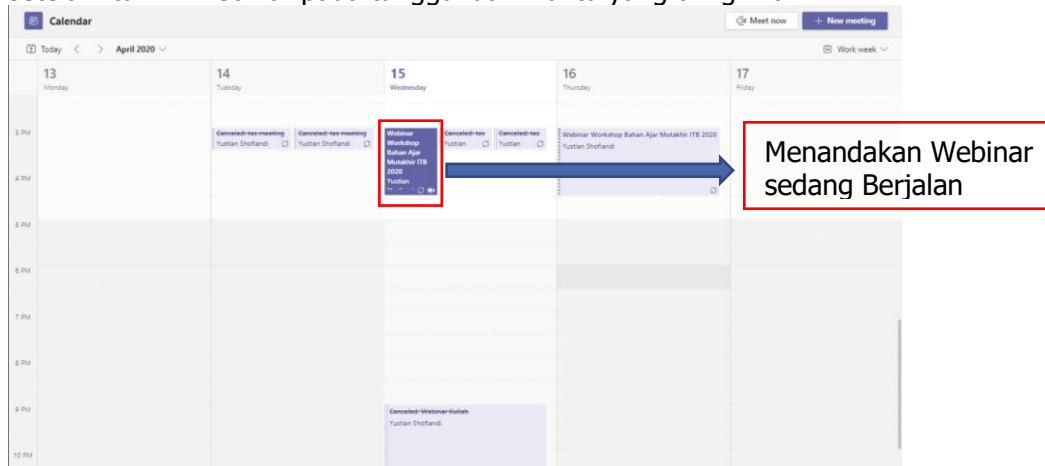 Calendar
Meet now
+ New meeting
Today
April 2020
Work week
13
Monday
14
Tuesday
15
Wednesday
16
Thursday
17
Friday
3 PM
Canceled: tes meeting
Yustian Shofiandi
Canceled: tes meeting
Yustian Shofiandi
Webinar
Workshop
Bahan Ajar
Mutakhir ITB
2020
Yustian
Canceled: tes
Yustian
Canceled: tes
Yustian
Webinar Workshop Bahan Ajar Mutakhir ITB 2020
Yustian Shofiandi
Menandakan Webinar
sedang Berjalan
4 PM
5 PM
6 PM
7 PM
8 PM
9 PM
Canceled: Webinar Kuliah
Yustian Shofiandi
10 PM